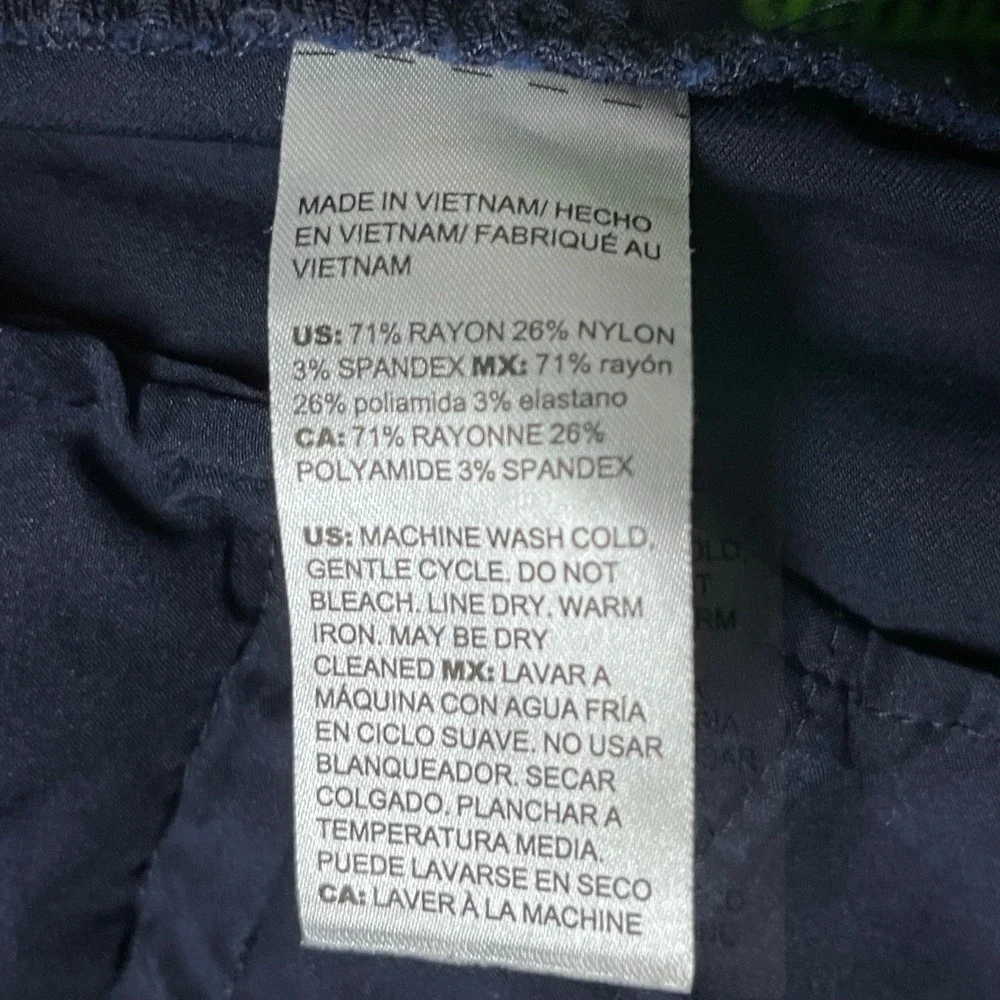 MADE IN VIETNAM/ HECHO
EN VIETNAM/ FABRIQUÉ AU
VIETNAM
US: 71% RAYON 26% NYLON
3% SPANDEX MX: 71% rayón
26% poliamida 3% elastano
CA: 71% RAYONNE 26%
POLYAMIDE 3% SPANDEX
US: MACHINE WASH COLD,
GENTLE CYCLE. DO NOT
BLEACH. LINE DRY. WARM
IRON. MAY BE DRY
CLEANED MX: LAVAR A
MÁQUINA CON AGUA FRÍA
EN CICLO SUAVE. NO USAR
BLANQUEADOR. SECAR
COLGADO. PLANCHAR A
TEMPERATURA MEDIA.
PUEDE LAVARSE EN SECO
CA: LAVER À LA MACHINE